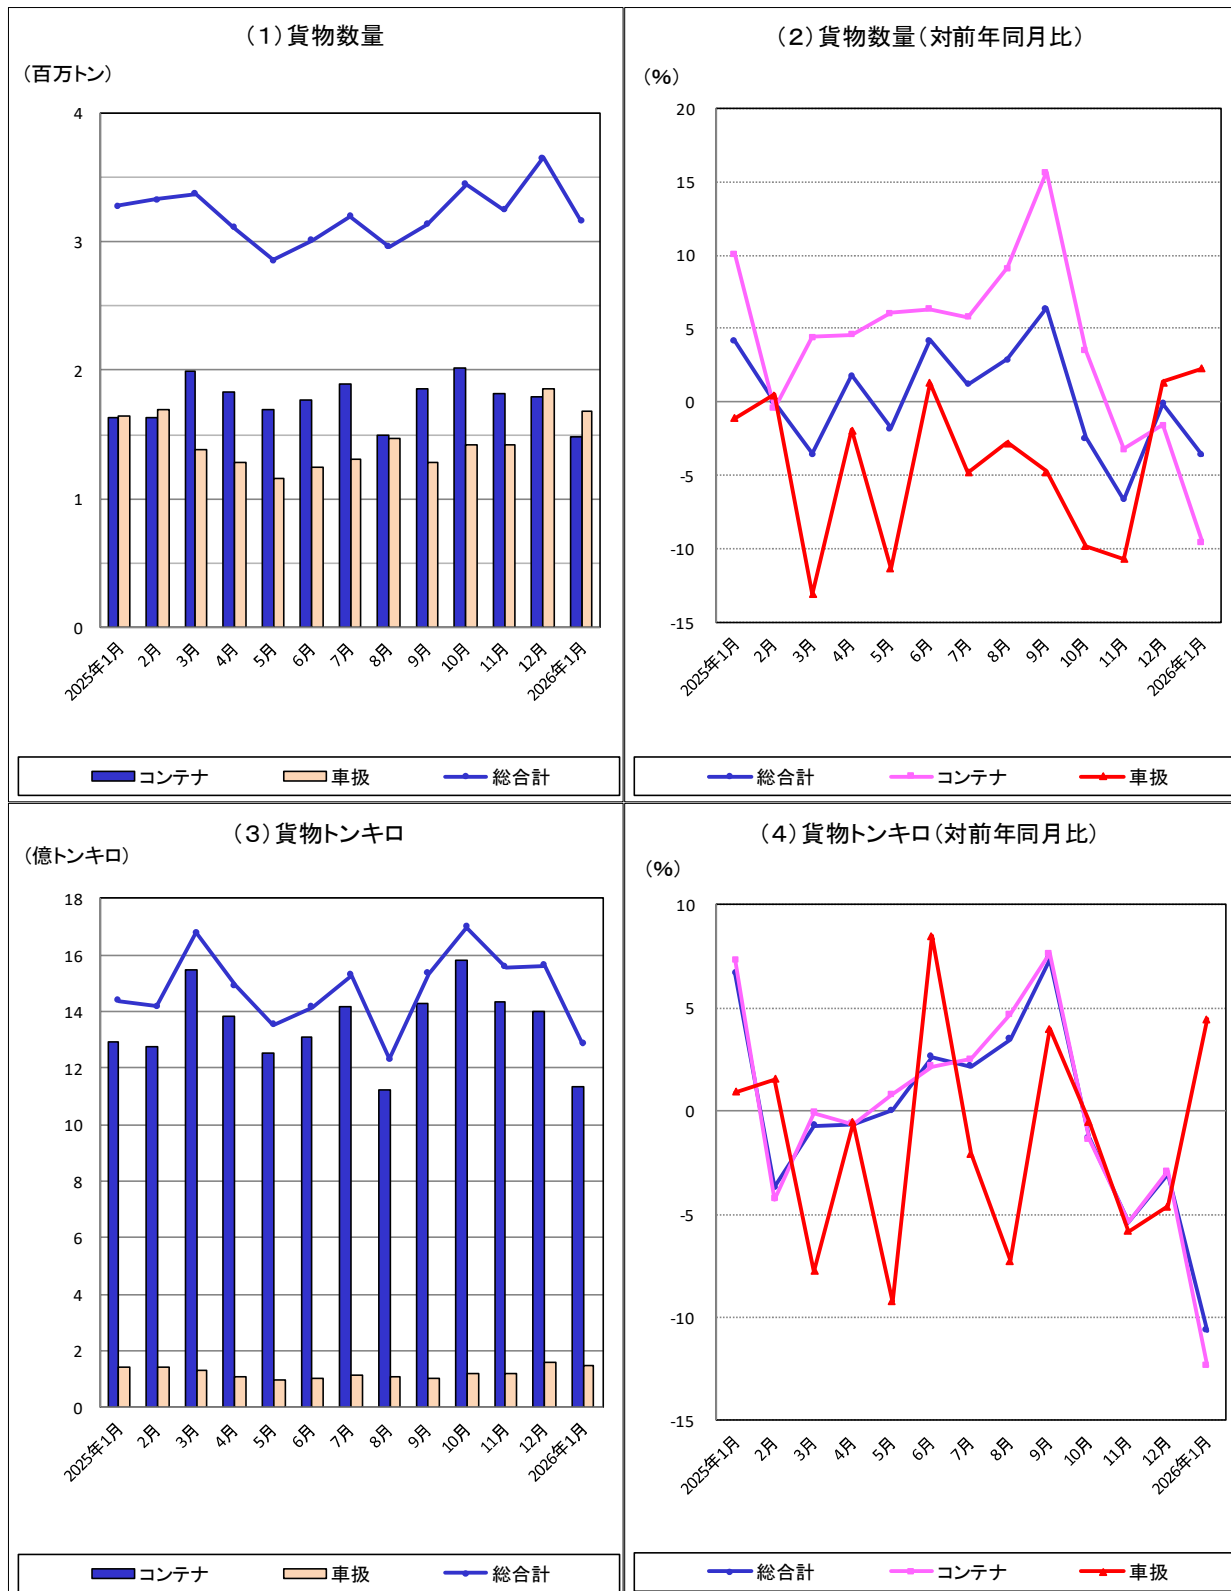 (1)貨物数量
(百万トン)
4
3
2
1
0
2025年1月 2月 3月 4月 5月 6月 7月 8月 9月 10月 11月 12月 2026年1月
コンテナ 車扱 総合計
(2)貨物数量(対前年同月比)
(%)
20
15
10
5
0
-5
-10
-15
2025年1月 2月 3月 4月 5月 6月 7月 8月 9月 10月 11月 12月 2026年1月
総合計 コンテナ 車扱
(3)貨物トンキロ
(億トンキロ)
18
16
14
12
10
8
6
4
2
0
2025年1月 2月 3月 4月 5月 6月 7月 8月 9月 10月 11月 12月 2026年1月
コンテナ 車扱 総合計
(4)貨物トンキロ(対前年同月比)
(%)
10
5
0
-5
-10
-15
2025年1月 2月 3月 4月 5月 6月 7月 8月 9月 10月 11月 12月 2026年1月
総合計 コンテナ 車扱